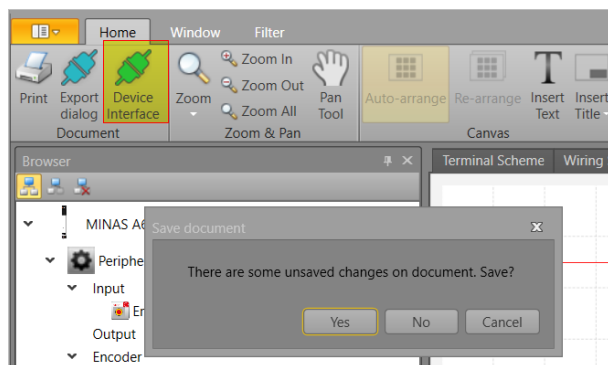 Home Window Filter
Print Export dialog Device Interface Zoom Zoom In Zoom Out Zoom All Pan Tool Auto-arrange Re-arrange Insert Text Insert Title
Document Zoom & Pan Canvas
Browser Terminal Scheme Wiring
MINAS
Save document
There are some unsaved changes on document. Save?
Input
Output
Yes No Cancel
Encoder